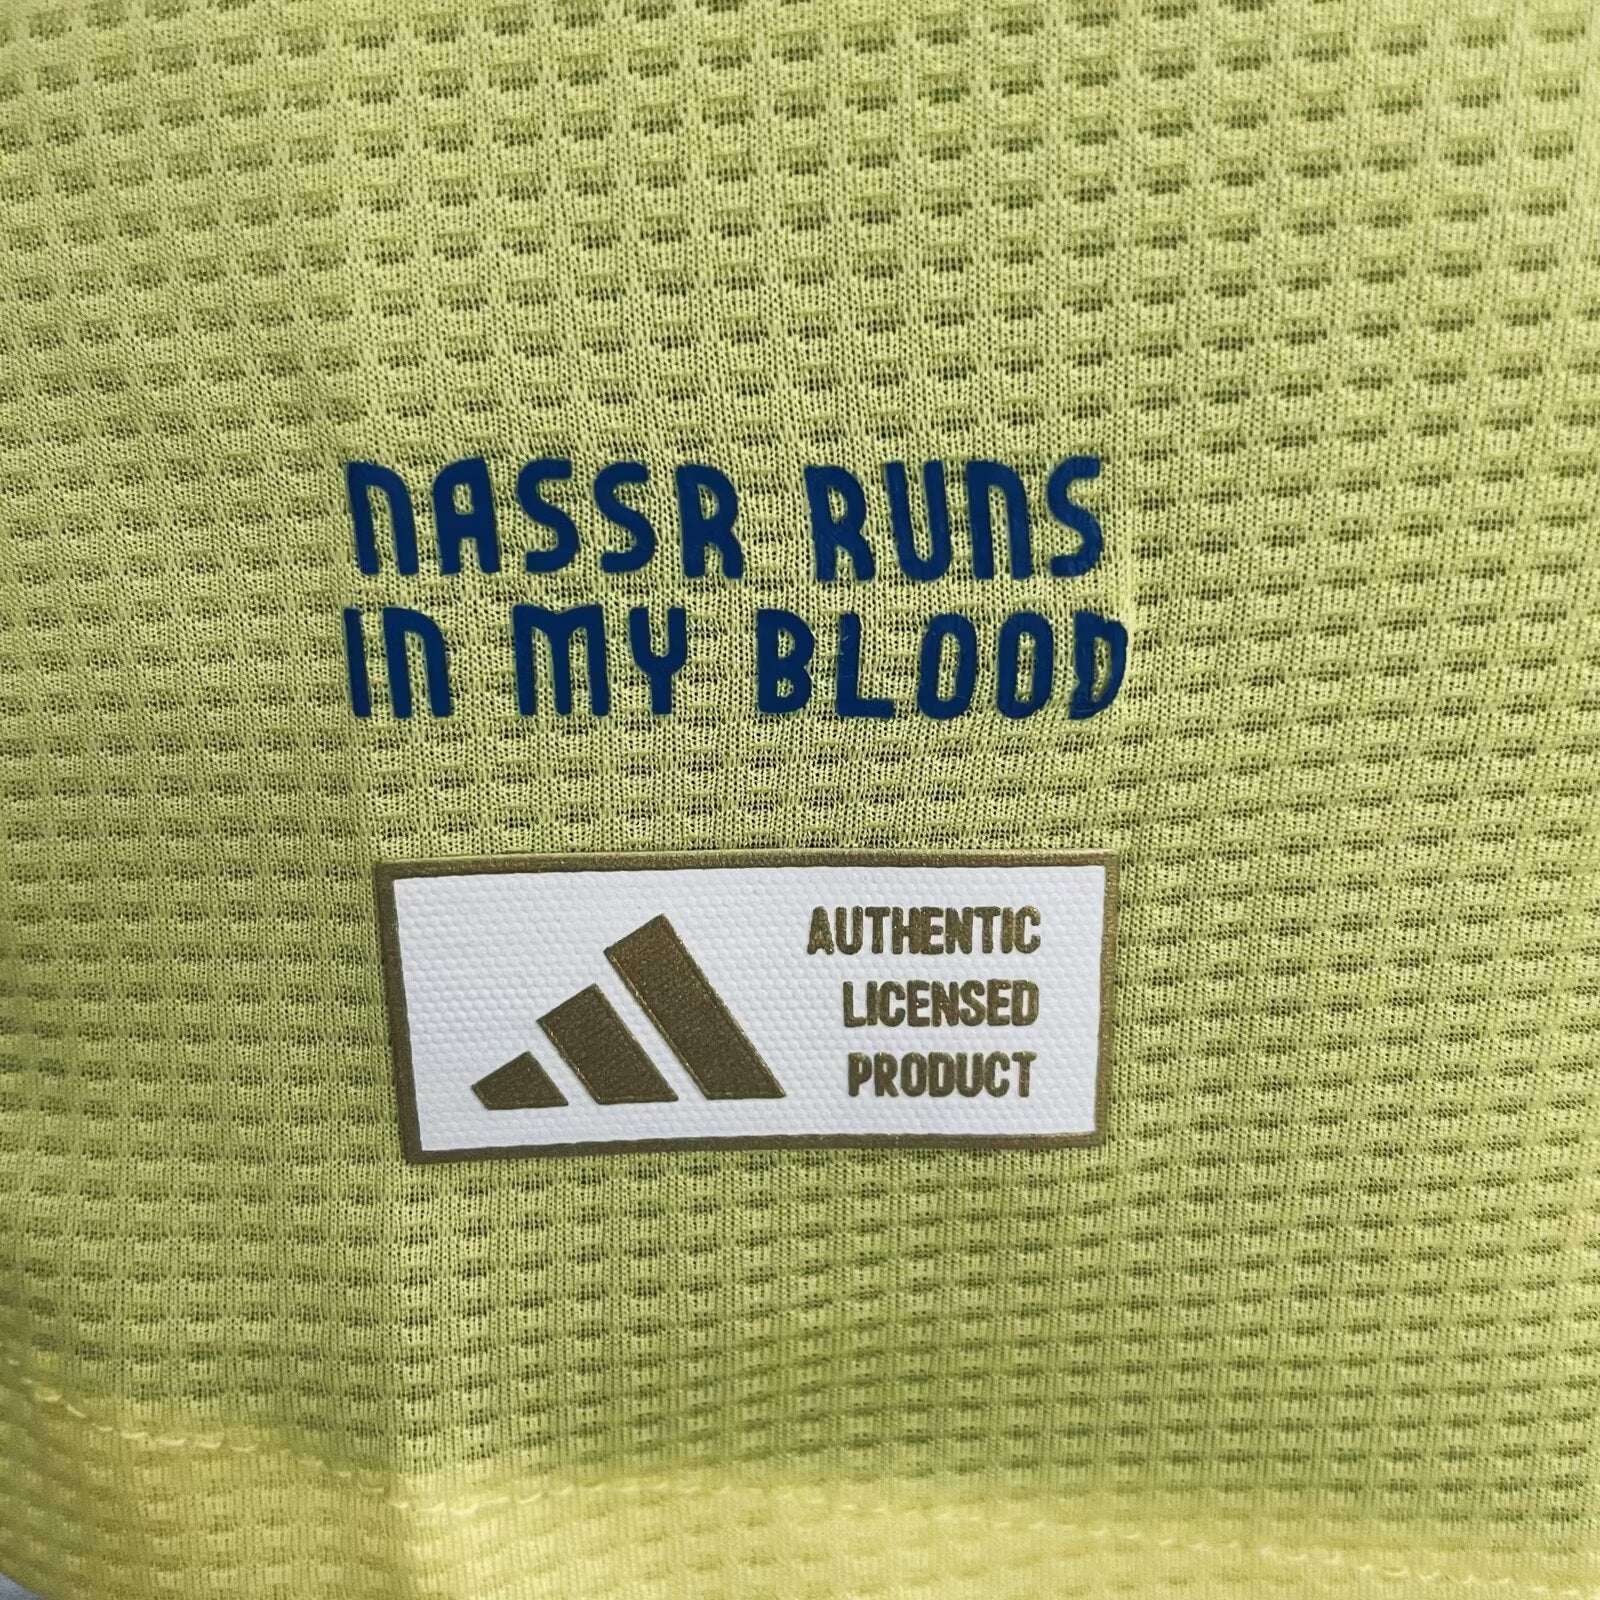 NASSR RUNS
IN MY BLOOD
AUTHENTIC
LICENSED
PRODUCT